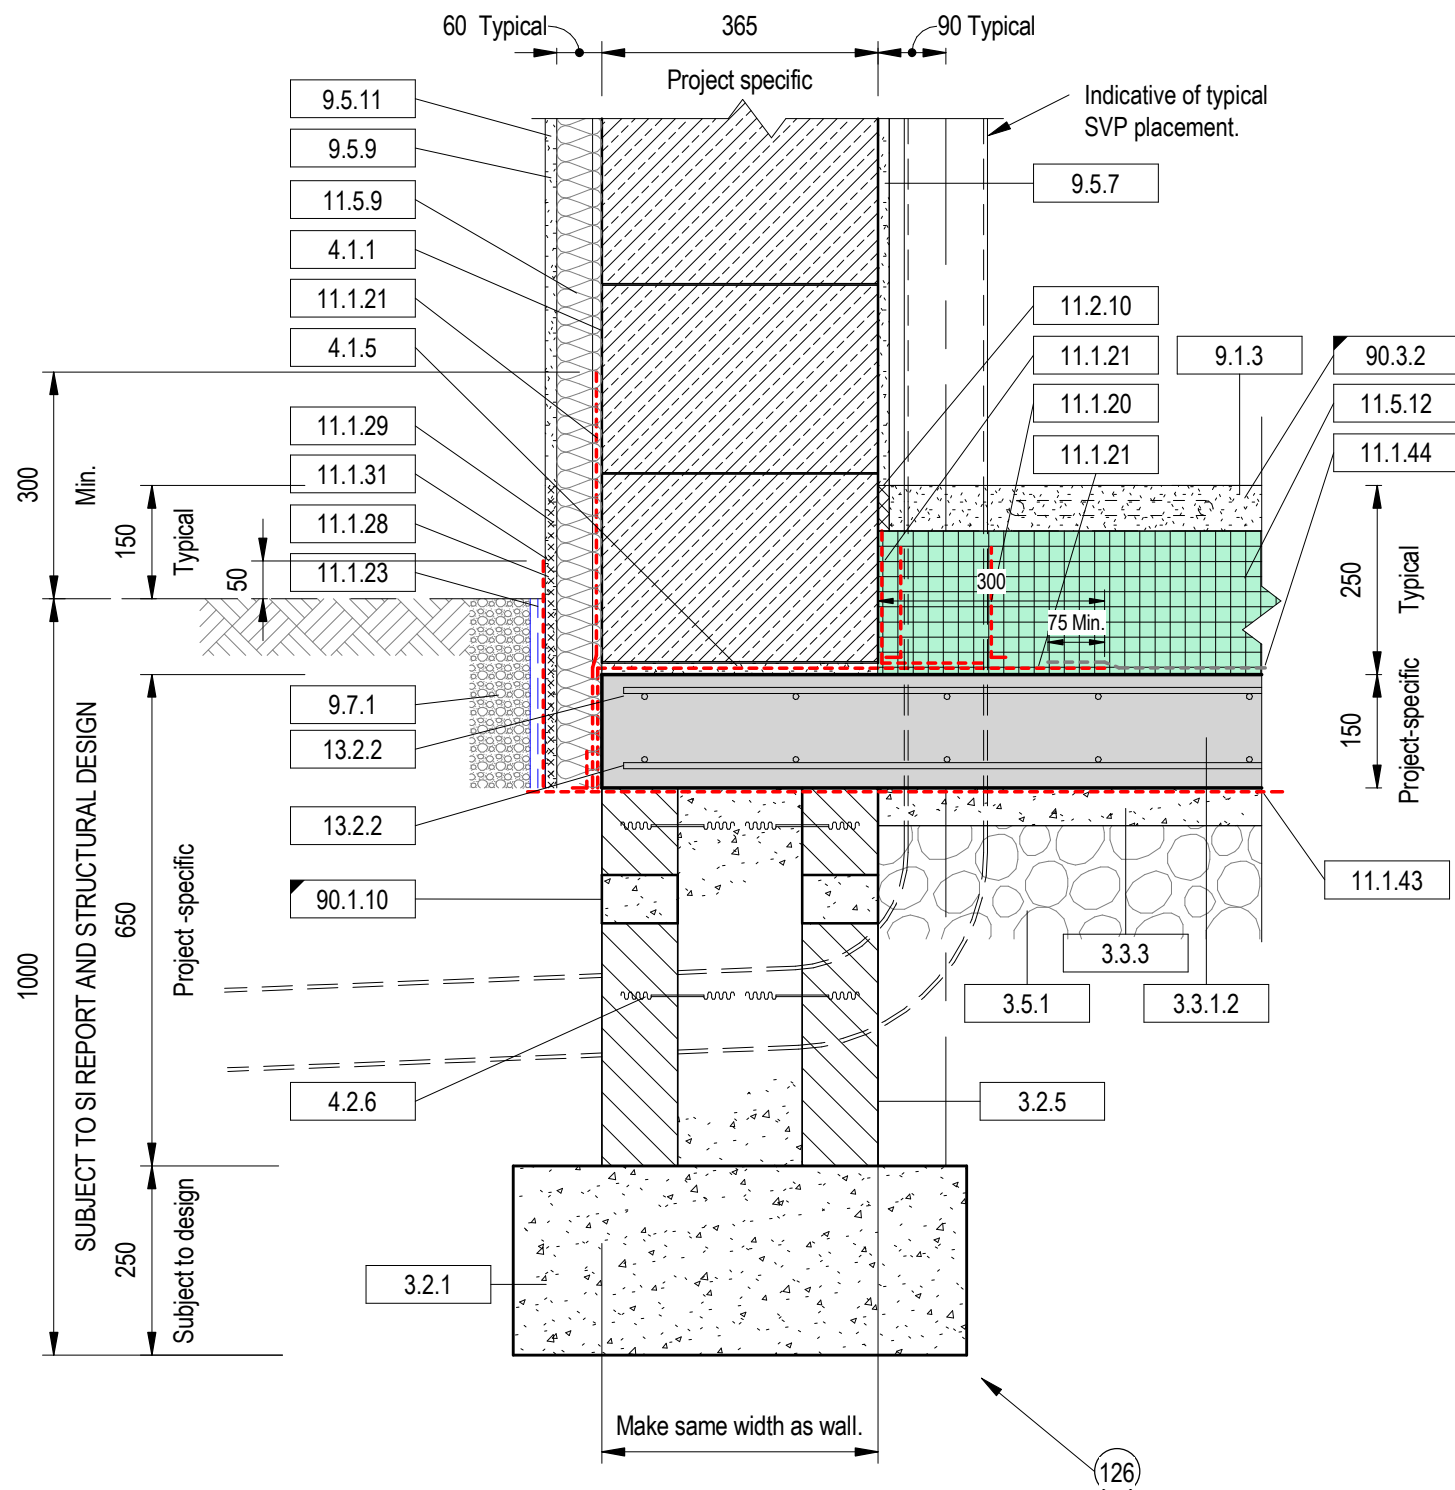 60 Typical
365
90 Typical
Project specific
Indicative of typical
SVP placement.
9.5.11
9.5.9
11.5.9
4.1.1
11.1.21
4.1.5
11.1.29
11.1.31
11.1.28
11.1.23
9.7.1
13.2.2
13.2.2
90.1.10
4.2.6
3.2.1
9.5.7
11.2.10
11.1.21
11.1.20
11.1.21
9.1.3
90.3.2
11.5.12
11.1.44
300
75 Min.
300
Min.
150
Typical
50
1000
SUBJECT TO SI REPORT AND STRUCTURAL DESIGN
650
Project -specific
250
Subject to design
250
Typical
150
Project-specific
11.1.43
3.3.3
3.5.1
3.3.1.2
3.2.5
Make same width as wall.
126